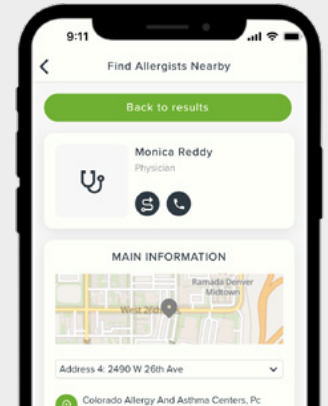 9:11
Find Allergists Nearby
Back to results
Monica Reddy
Physician
MAIN INFORMATION
Ramada Denver
Midtown
West 26th
Address 4: 2490 W 26th Ave
Colorado Allergy And Asthma Centers, Pc